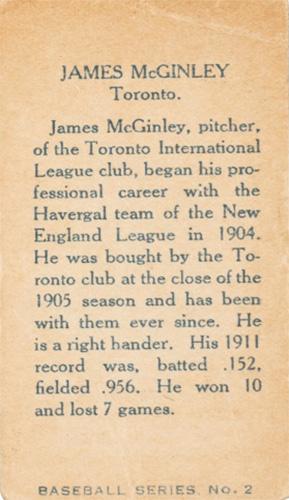 JAMES McGINLEY
Toronto.
James McGinley, pitcher,
of the Toronto International
League club, began his pro-
fessional career with the
Havergal team of the New
England League in 1904.
He was bought by the To-
ronto club at the close of the
1905 season and has been
with them ever since. He
is a right hander. His 1911
record was, batted .152,
fielded .956. He won 10
and lost 7 games.
BASEBALL SERIES, No. 2